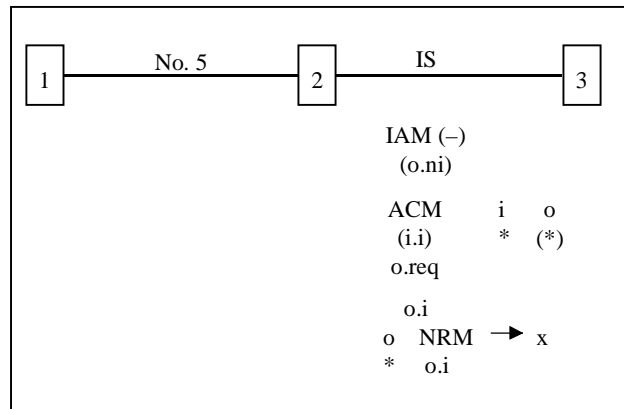 No. 5 IS
1 2 3
IAM (–)
(o.ni)
ACM i o
(i.i) * (*)
o.req
o.i
o NRM → x
* o.i